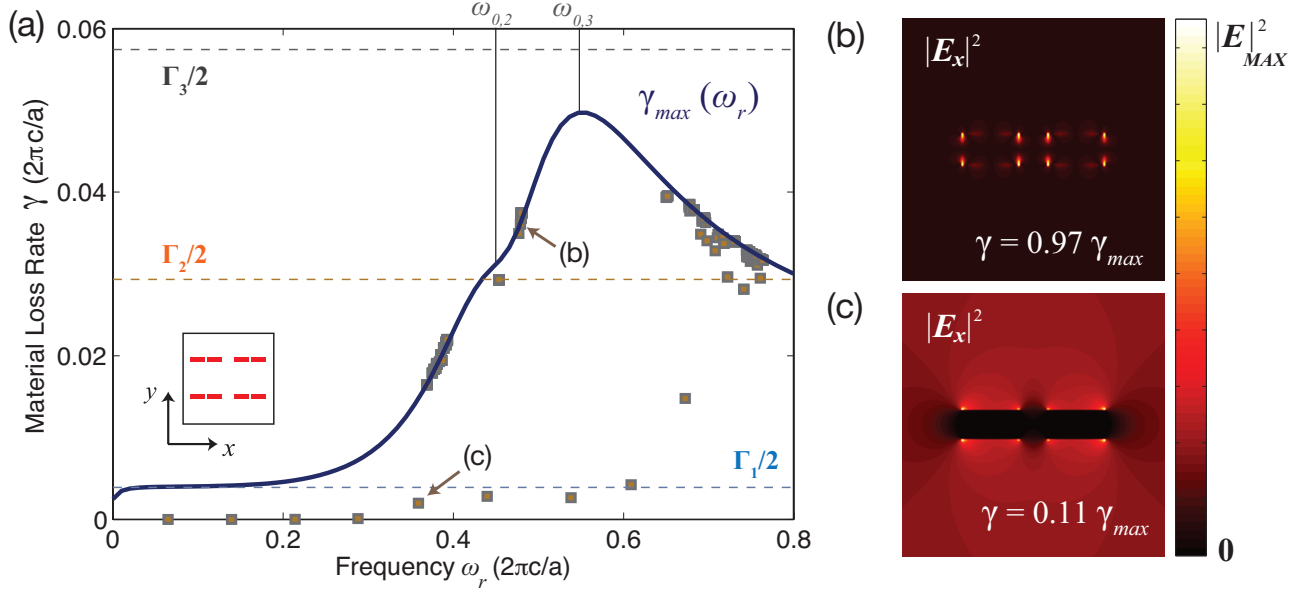 (a)
ω0,2 ω0,3
0.06
0.04
0.02
0
Material Loss Rate γ (2πc/a)
Γ3/2
Γ2/2
Γ1/2
γmax (ωr)
(b)
(c)
y
x
0 0.2 0.4 0.6 0.8
Frequency ωr (2πc/a)
(b)
|Ex|²
γ = 0.97 γmax
(c)
|Ex|²
γ = 0.11 γmax
|E|²MAX
0